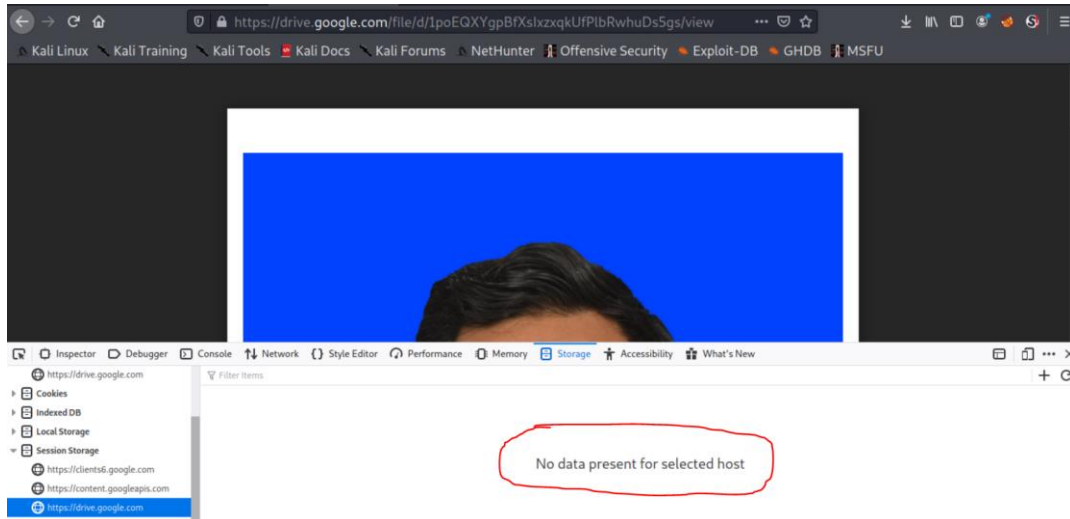 https://drive.google.com/file/d/1poEQXYgpBfXsIxzxqkUfPlbRwhuDs5gs/view
Kali Linux Kali Training Kali Tools Kali Docs Kali Forums NetHunter Offensive Security Exploit-DB GHDB MSFU
Inspector Debugger Console Network {} Style Editor Performance Memory Storage Accessibility What's New
https://drive.google.com
Filter Items
Cookies
Indexed DB
Local Storage
Session Storage
https://clients6.google.com
https://content.googleapis.com
https://drive.google.com
No data present for selected host